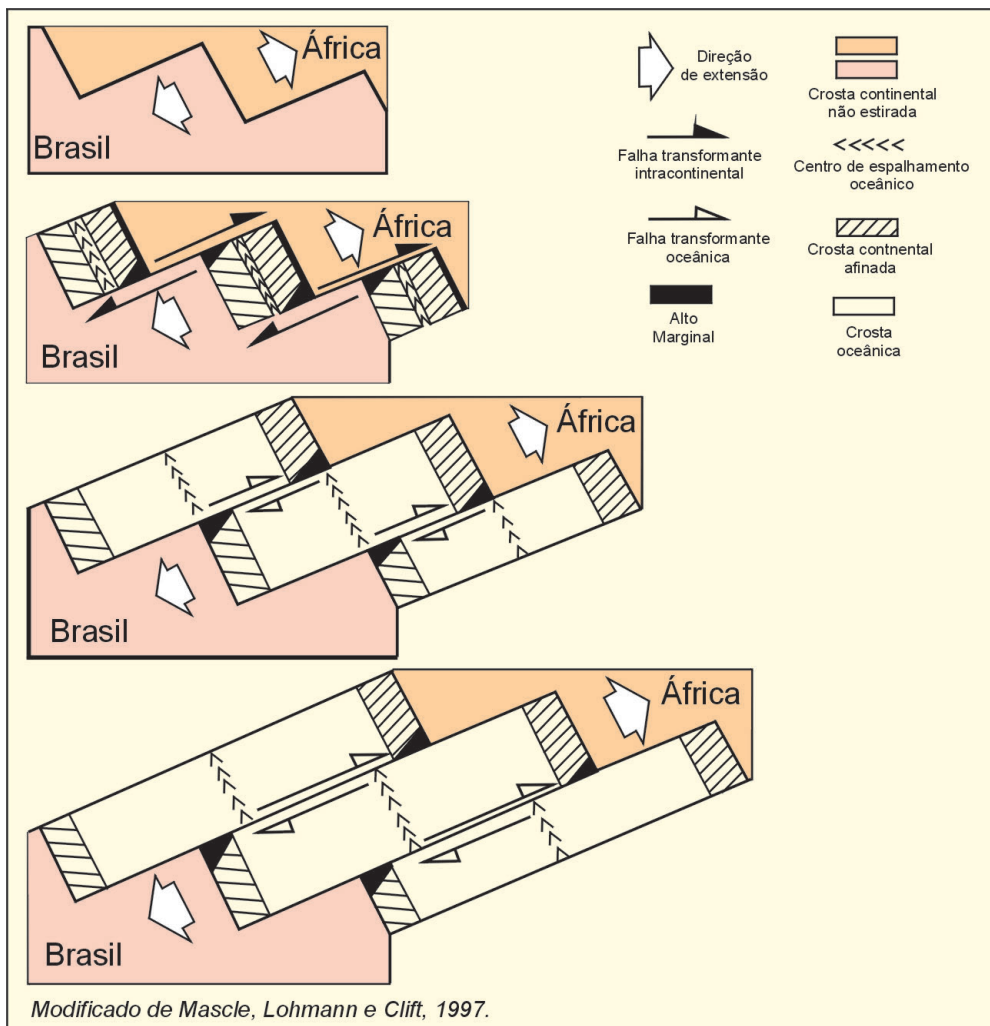 África
Brasil
Direção
de extensão
Crosta continental
não estirada
Falha transformante
intracontinental
Centro de espalhamento
oceânico
Falha transformante
oceânica
Crosta contnental
afinada
Alto
Marginal
Crosta
oceânica
África
Brasil
África
Brasil
África
Brasil
Modificado de Mascle, Lohmann e Clift, 1997.